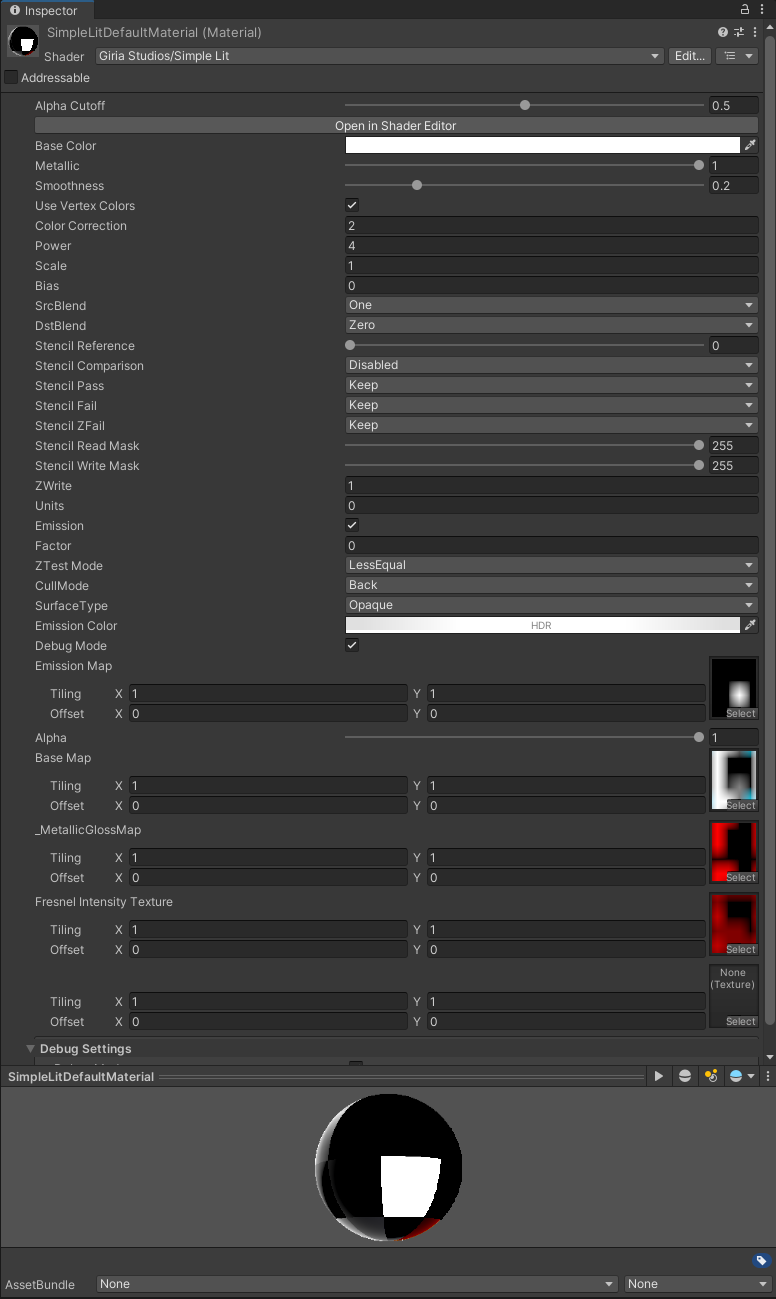 Inspector
SimpleLitDefaultMaterial (Material)
Shader Giria Studios/Simple Lit Edit...
Addressable
Alpha Cutoff 0.5
Open in Shader Editor
Base Color
Metallic 1
Smoothness 0.2
Use Vertex Colors
Color Correction 2
Power 4
Scale 1
Bias 0
SrcBlend One
DstBlend Zero
Stencil Reference 0
Stencil Comparison Disabled
Stencil Pass Keep
Stencil Fail Keep
Stencil ZFail Keep
Stencil Read Mask 255
Stencil Write Mask 255
ZWrite 1
Units 0
Emission
Factor 0
ZTest Mode LessEqual
CullMode Back
SurfaceType Opaque
Emission Color HDR
Debug Mode
Emission Map
Tiling X 1 Y 1
Offset X 0 Y 0 Select
Alpha 1
Base Map
Tiling X 1 Y 1
Offset X 0 Y 0 Select
_MetallicGlossMap
Tiling X 1 Y 1
Offset X 0 Y 0 Select
Fresnel Intensity Texture
Tiling X 1 Y 1
Offset X 0 Y 0 Select
None
(Texture)
Tiling X 1 Y 1
Offset X 0 Y 0 Select
Debug Settings
SimpleLitDefaultMaterial
AssetBundle None None